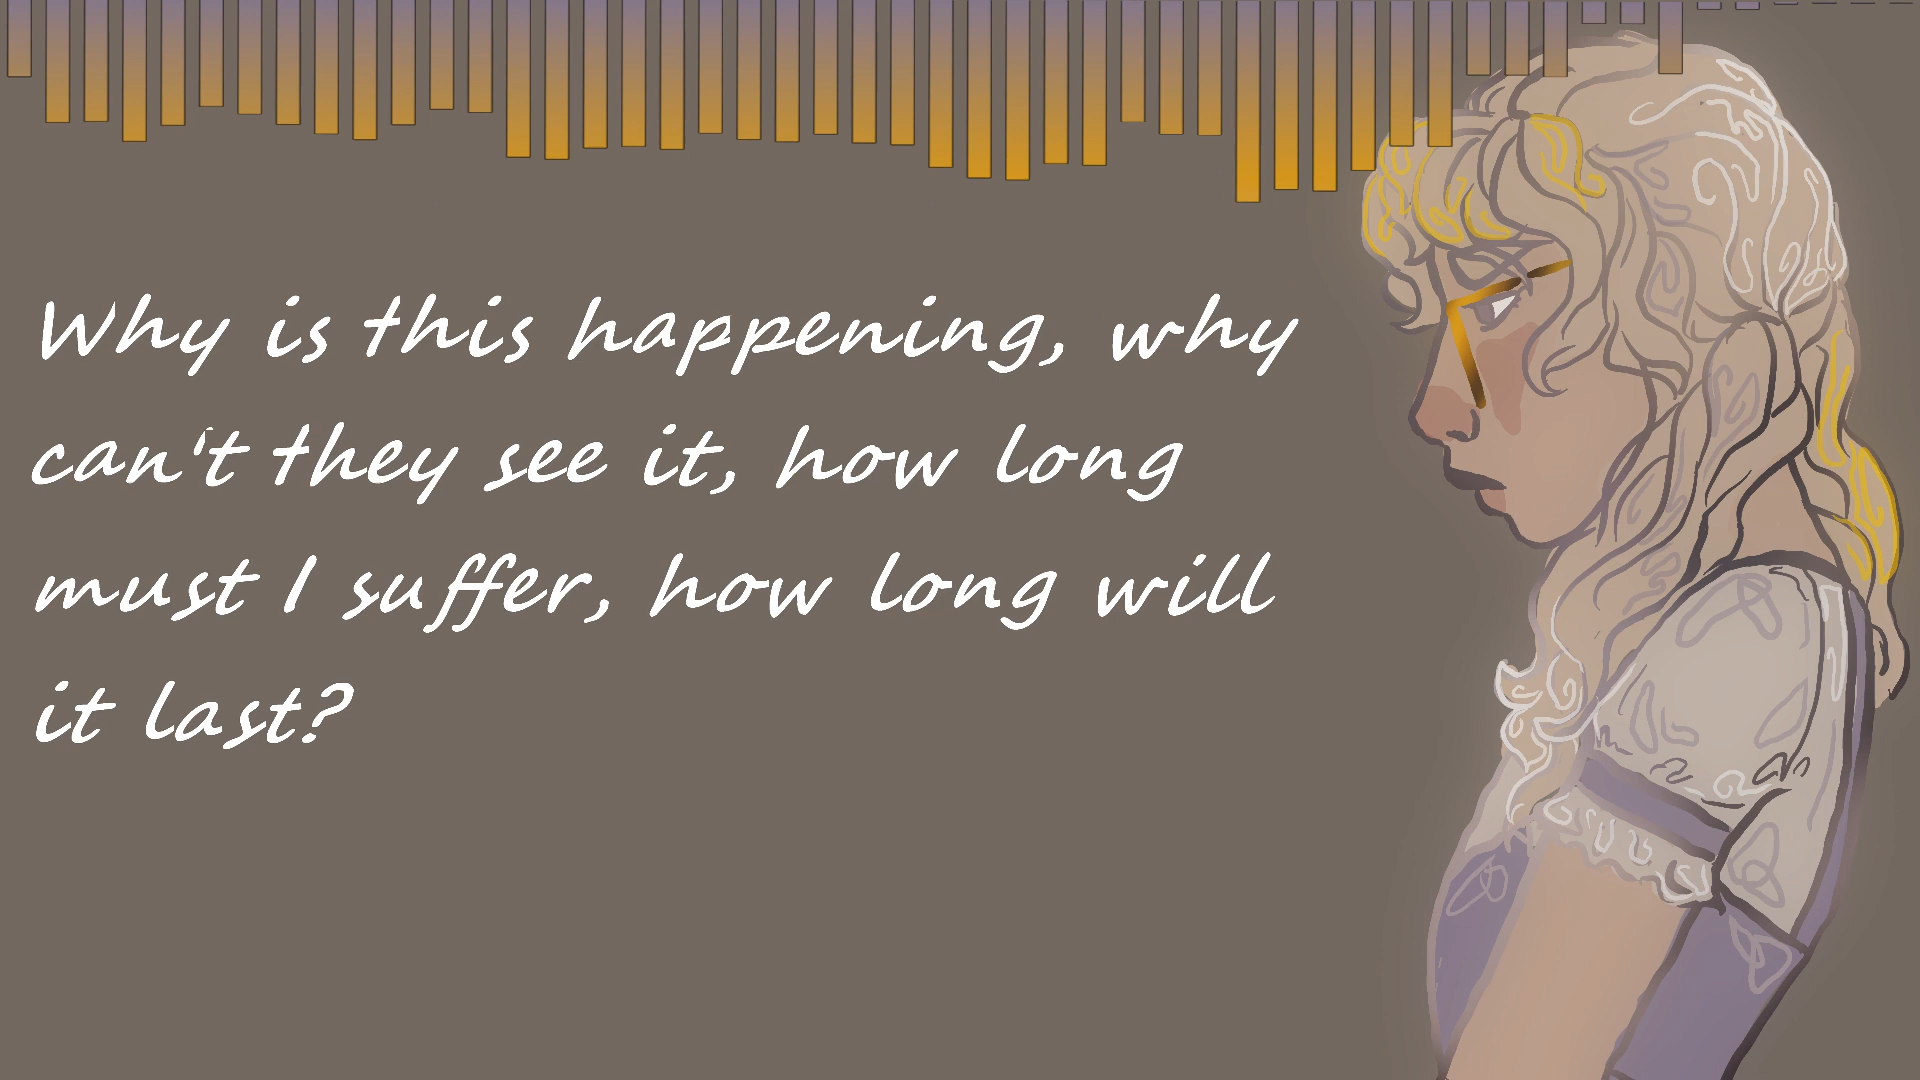 Why is this happening, why
can't they see it, how long
must I suffer, how long will
it last?